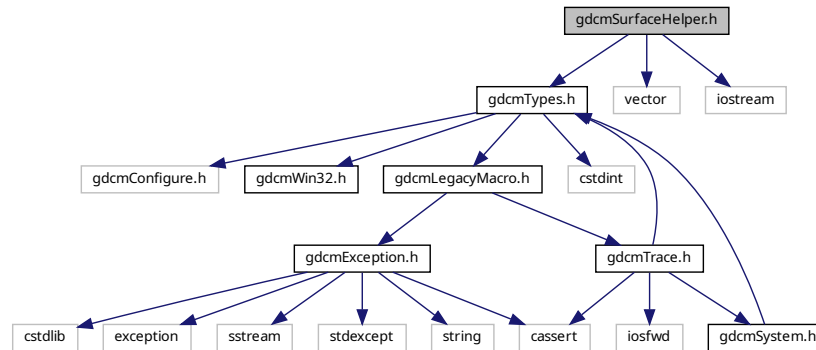 gdcmSurfaceHelper.h
gdcmTypes.h
vector
iostream
gdcmConfigure.h
gdcmWin32.h
gdcmLegacyMacro.h
cstdint
gdcmException.h
gdcmTrace.h
cstdlib
exception
sstream
stdexcept
string
cassert
iosfwd
gdcmSystem.h